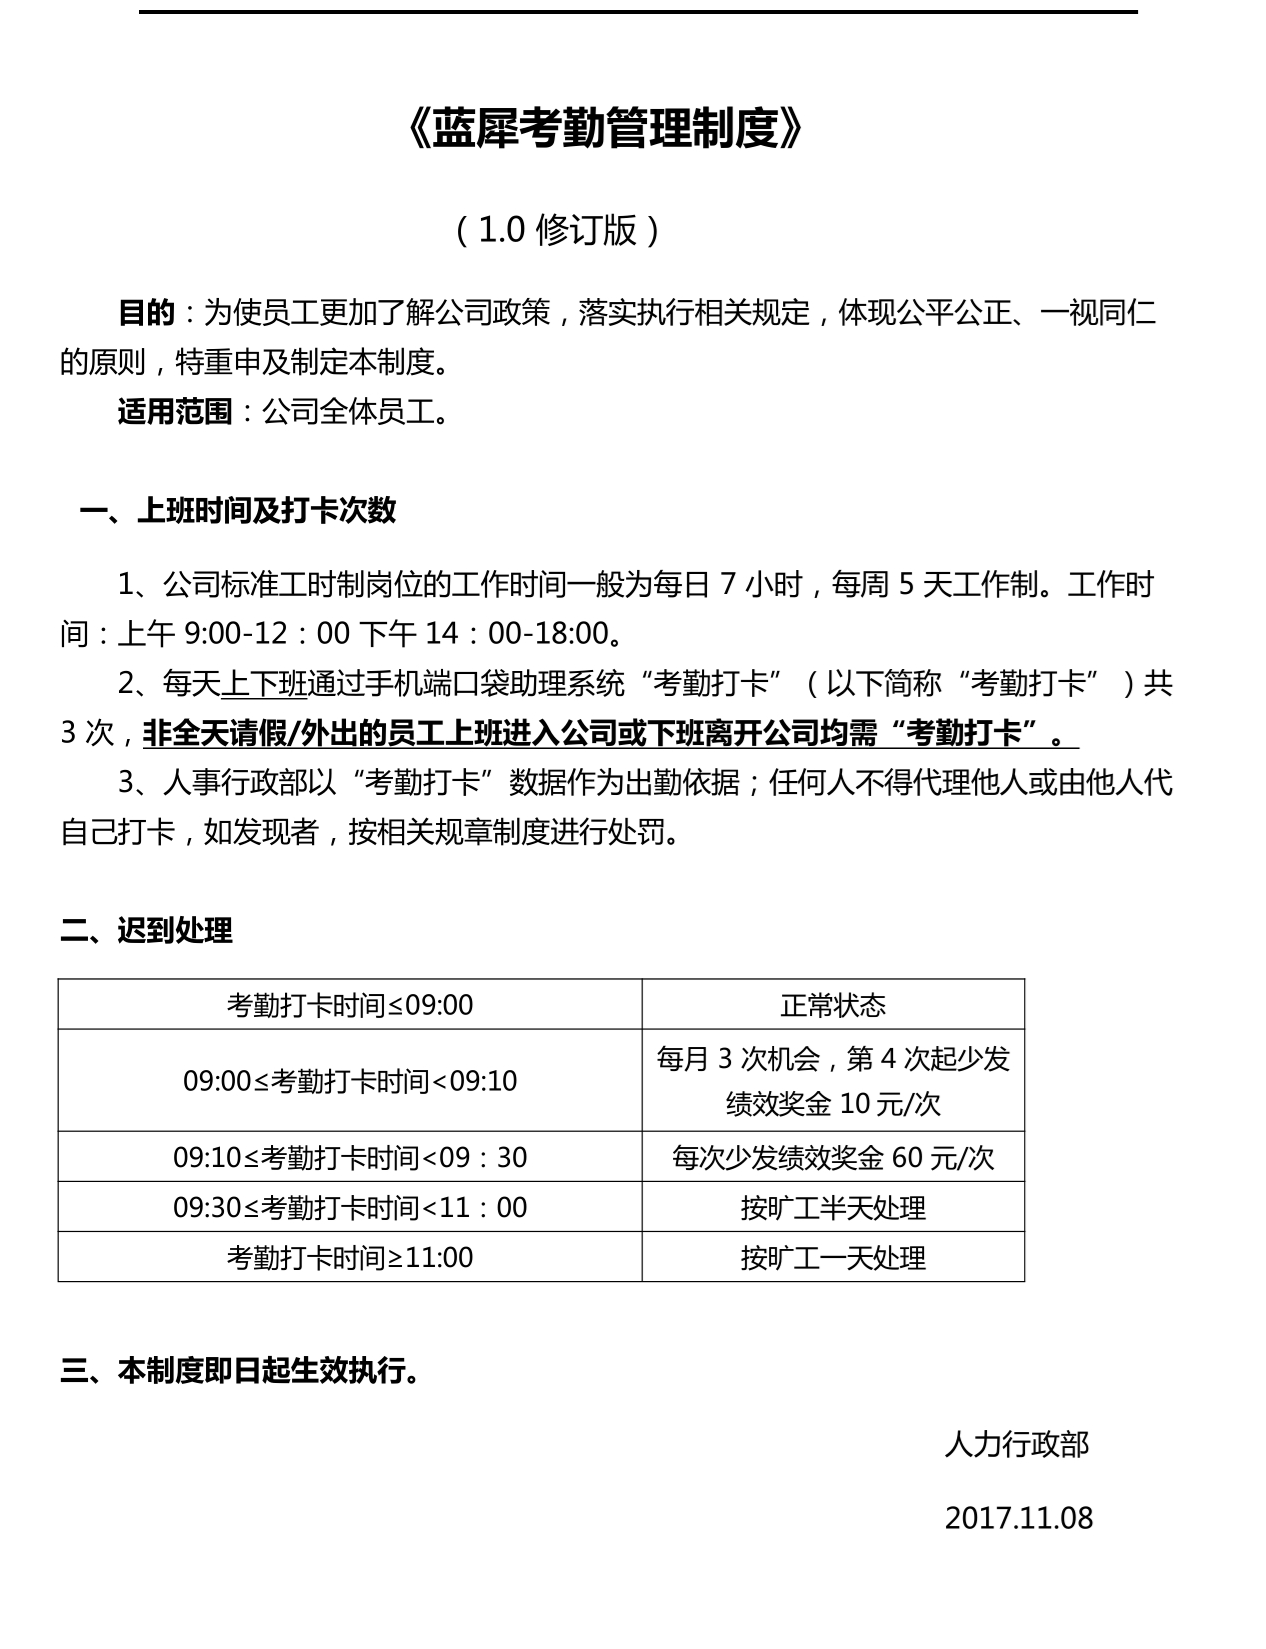 《蓝犀考勤管理制度》
（1.0 修订版）
目的：为使员工更加了解公司政策，落实执行相关规定，体现公平公正、一视同仁
的原则，特重申及制定本制度。
适用范围：公司全体员工。
一、上班时间及打卡次数
1、公司标准工时制岗位的工作时间一般为每日 7 小时，每周 5 天工作制。工作时
间：上午 9:00-12：00 下午 14：00-18:00。
2、每天上下班通过手机端口袋助理系统“考勤打卡”（以下简称“考勤打卡”）共
3 次，非全天请假/外出的员工上班进入公司或下班离开公司均需“考勤打卡”。
3、人事行政部以“考勤打卡”数据作为出勤依据；任何人不得代理他人或由他人代
自己打卡，如发现者，按相关规章制度进行处罚。
二、迟到处理
考勤打卡时间≤09:00 正常状态
09:00≤考勤打卡时间<09:10 每月 3 次机会，第 4 次起少发
绩效奖金 10 元/次
09:10≤考勤打卡时间<09：30 每次少发绩效奖金 60 元/次
09:30≤考勤打卡时间<11：00 按旷工半天处理
考勤打卡时间≥11:00 按旷工一天处理
三、本制度即日起生效执行。
人力行政部
2017.11.08